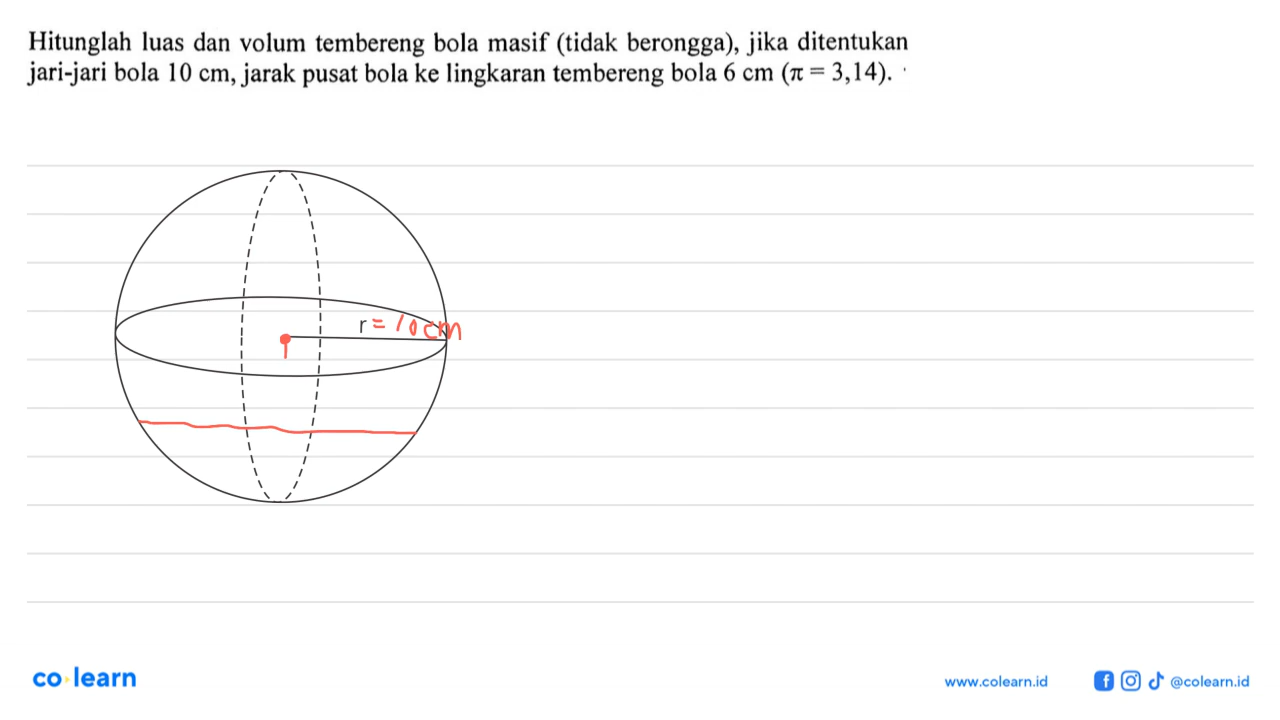 Hitunglah luas dan volum tembereng bola masif (tidak berongga), jika ditentukan
jari-jari bola 10 cm, jarak pusat bola ke lingkaran tembereng bola 6 cm (π = 3,14).
r = 10 cm
co learn
www.colearn.id
@colearn.id